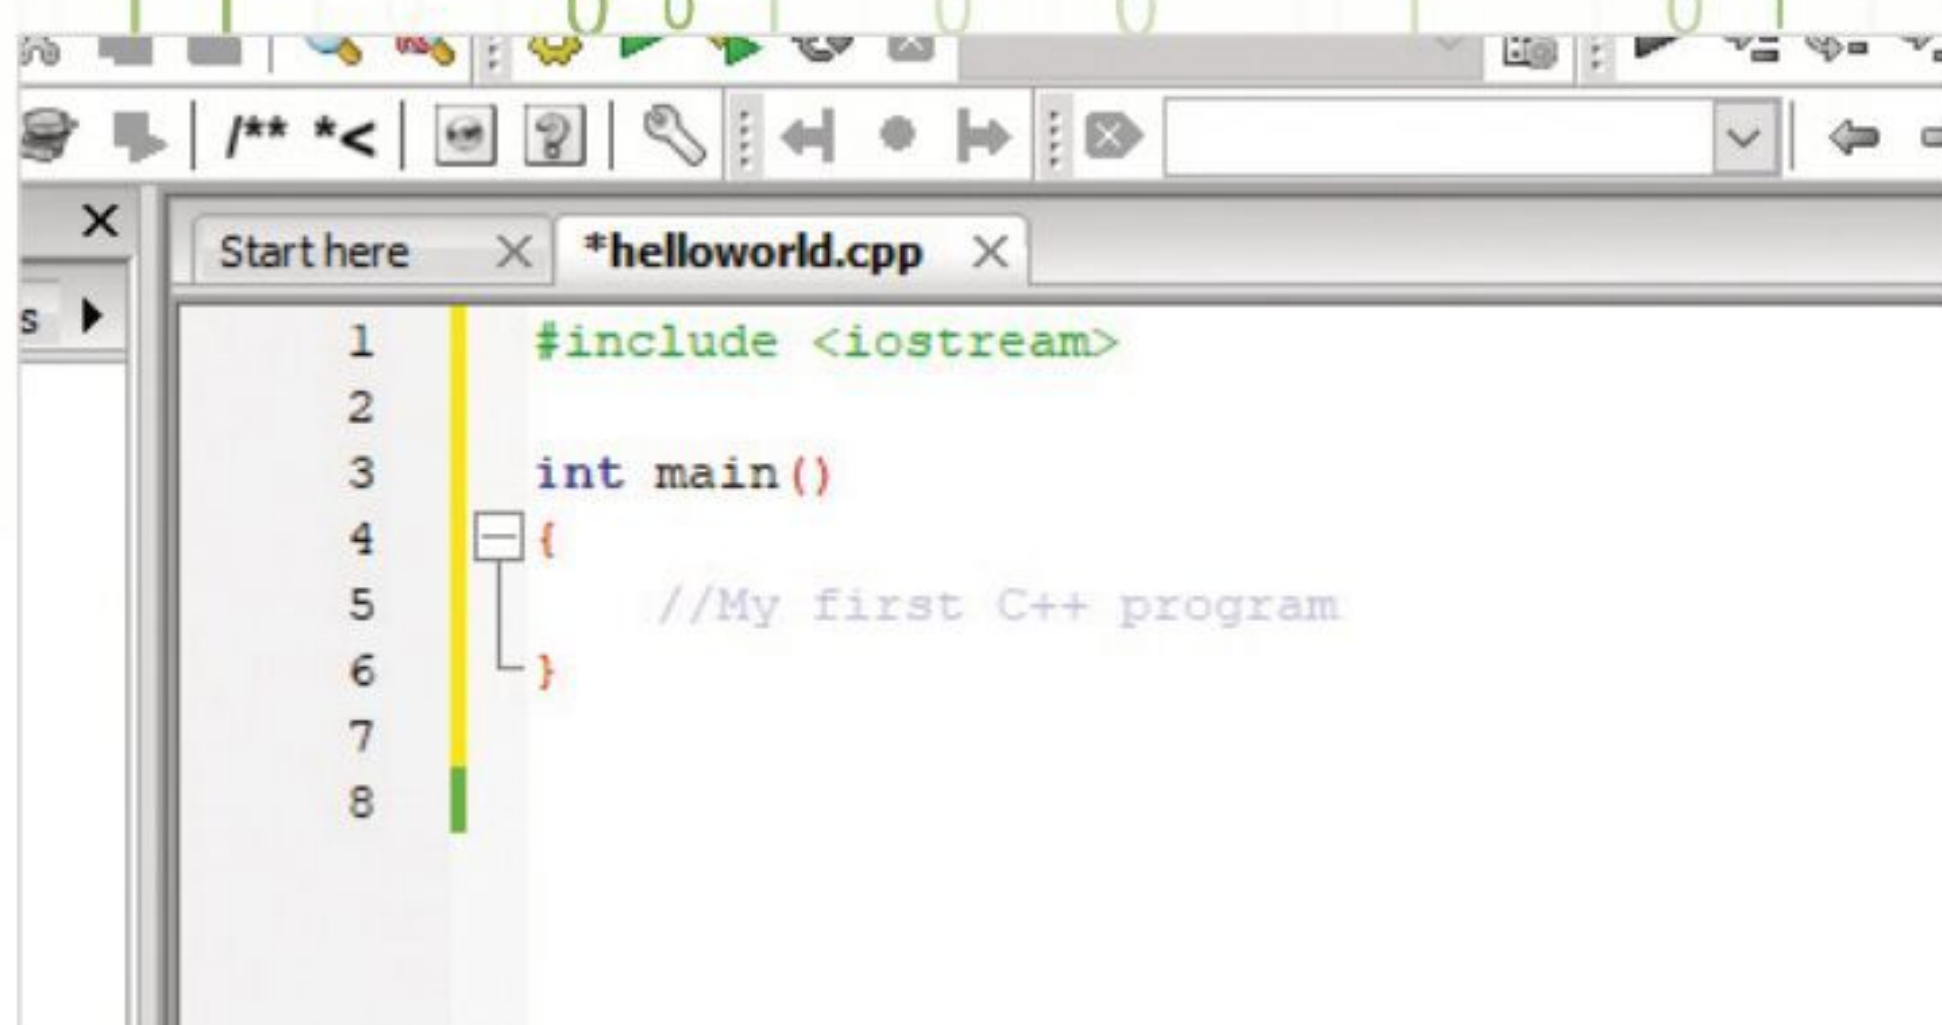 /** *<
Start here *helloworld.cpp
s
1 #include <iostream>
2
3 int main()
4 {
5 //My first C++ program
6 }
7
8